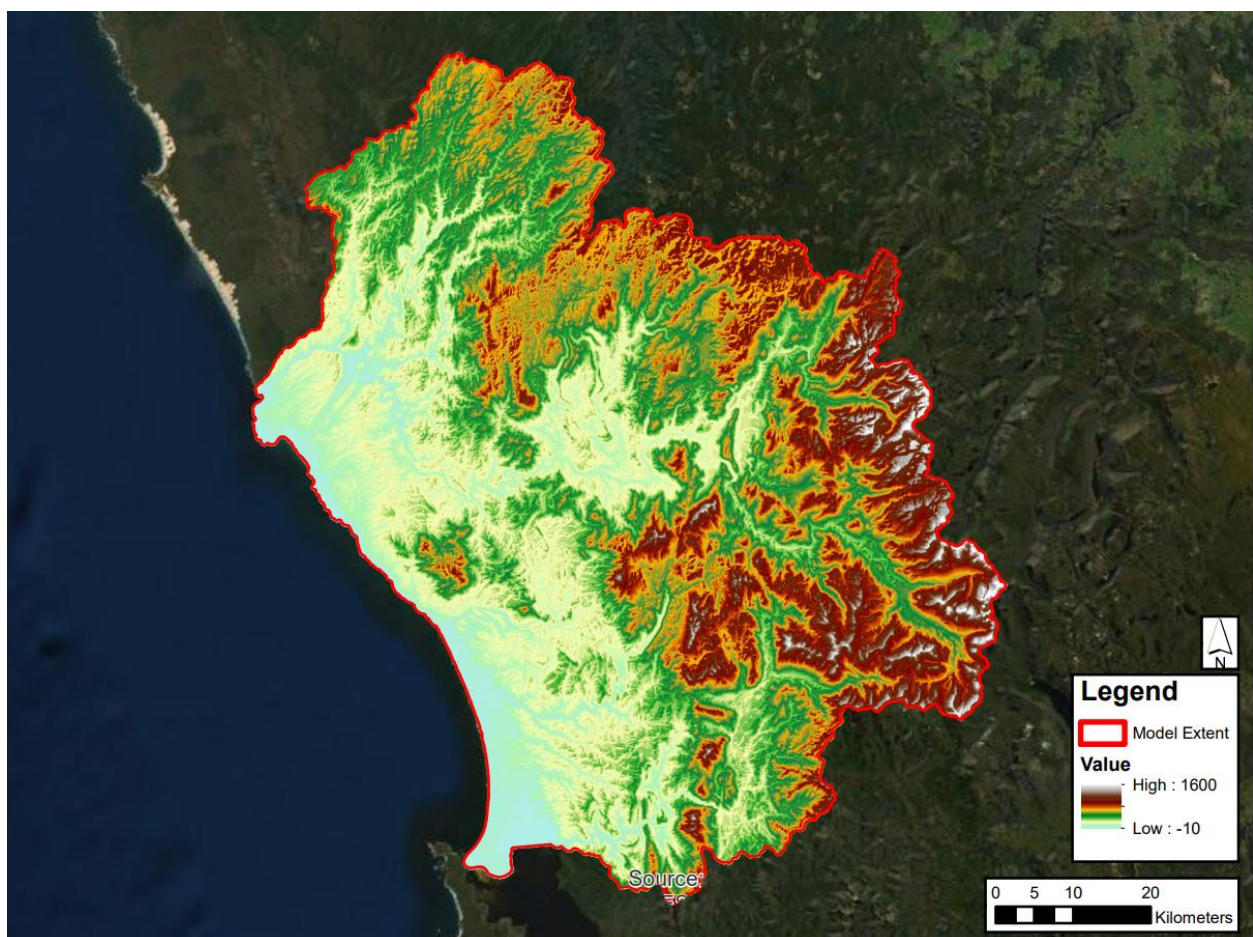 N
Legend
Model Extent
Value
High : 1600
Low : -10
0 5 10 20
Kilometers
Source: